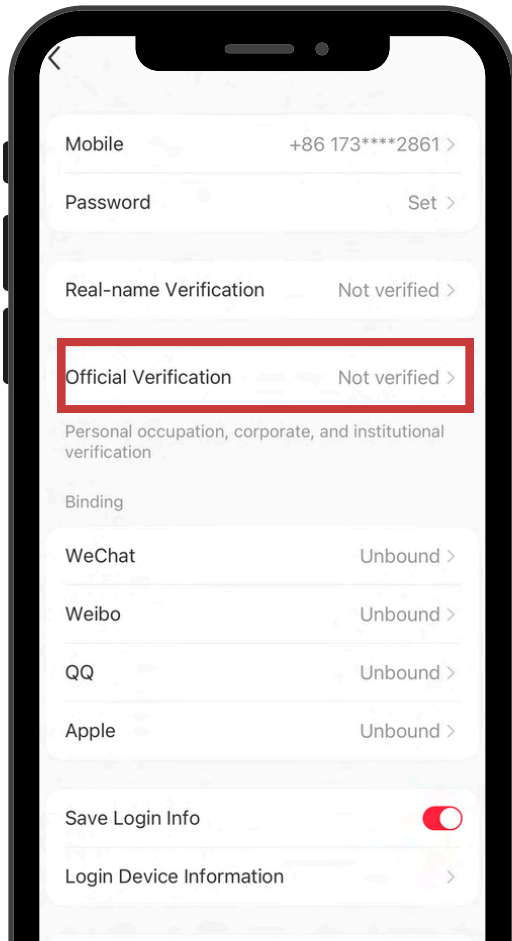 Mobile +86 173****2861
Password Set
Real-name Verification Not verified
Official Verification Not verified
Personal occupation, corporate, and institutional
verification
Binding
WeChat Unbound
Weibo Unbound
QQ Unbound
Apple Unbound
Save Login Info
Login Device Information